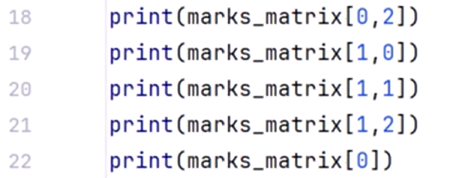 18 print(marks_matrix[0,2])
19 print(marks_matrix[1,0])
20 print(marks_matrix[1,1])
21 print(marks_matrix[1,2])
22 print(marks_matrix[0])